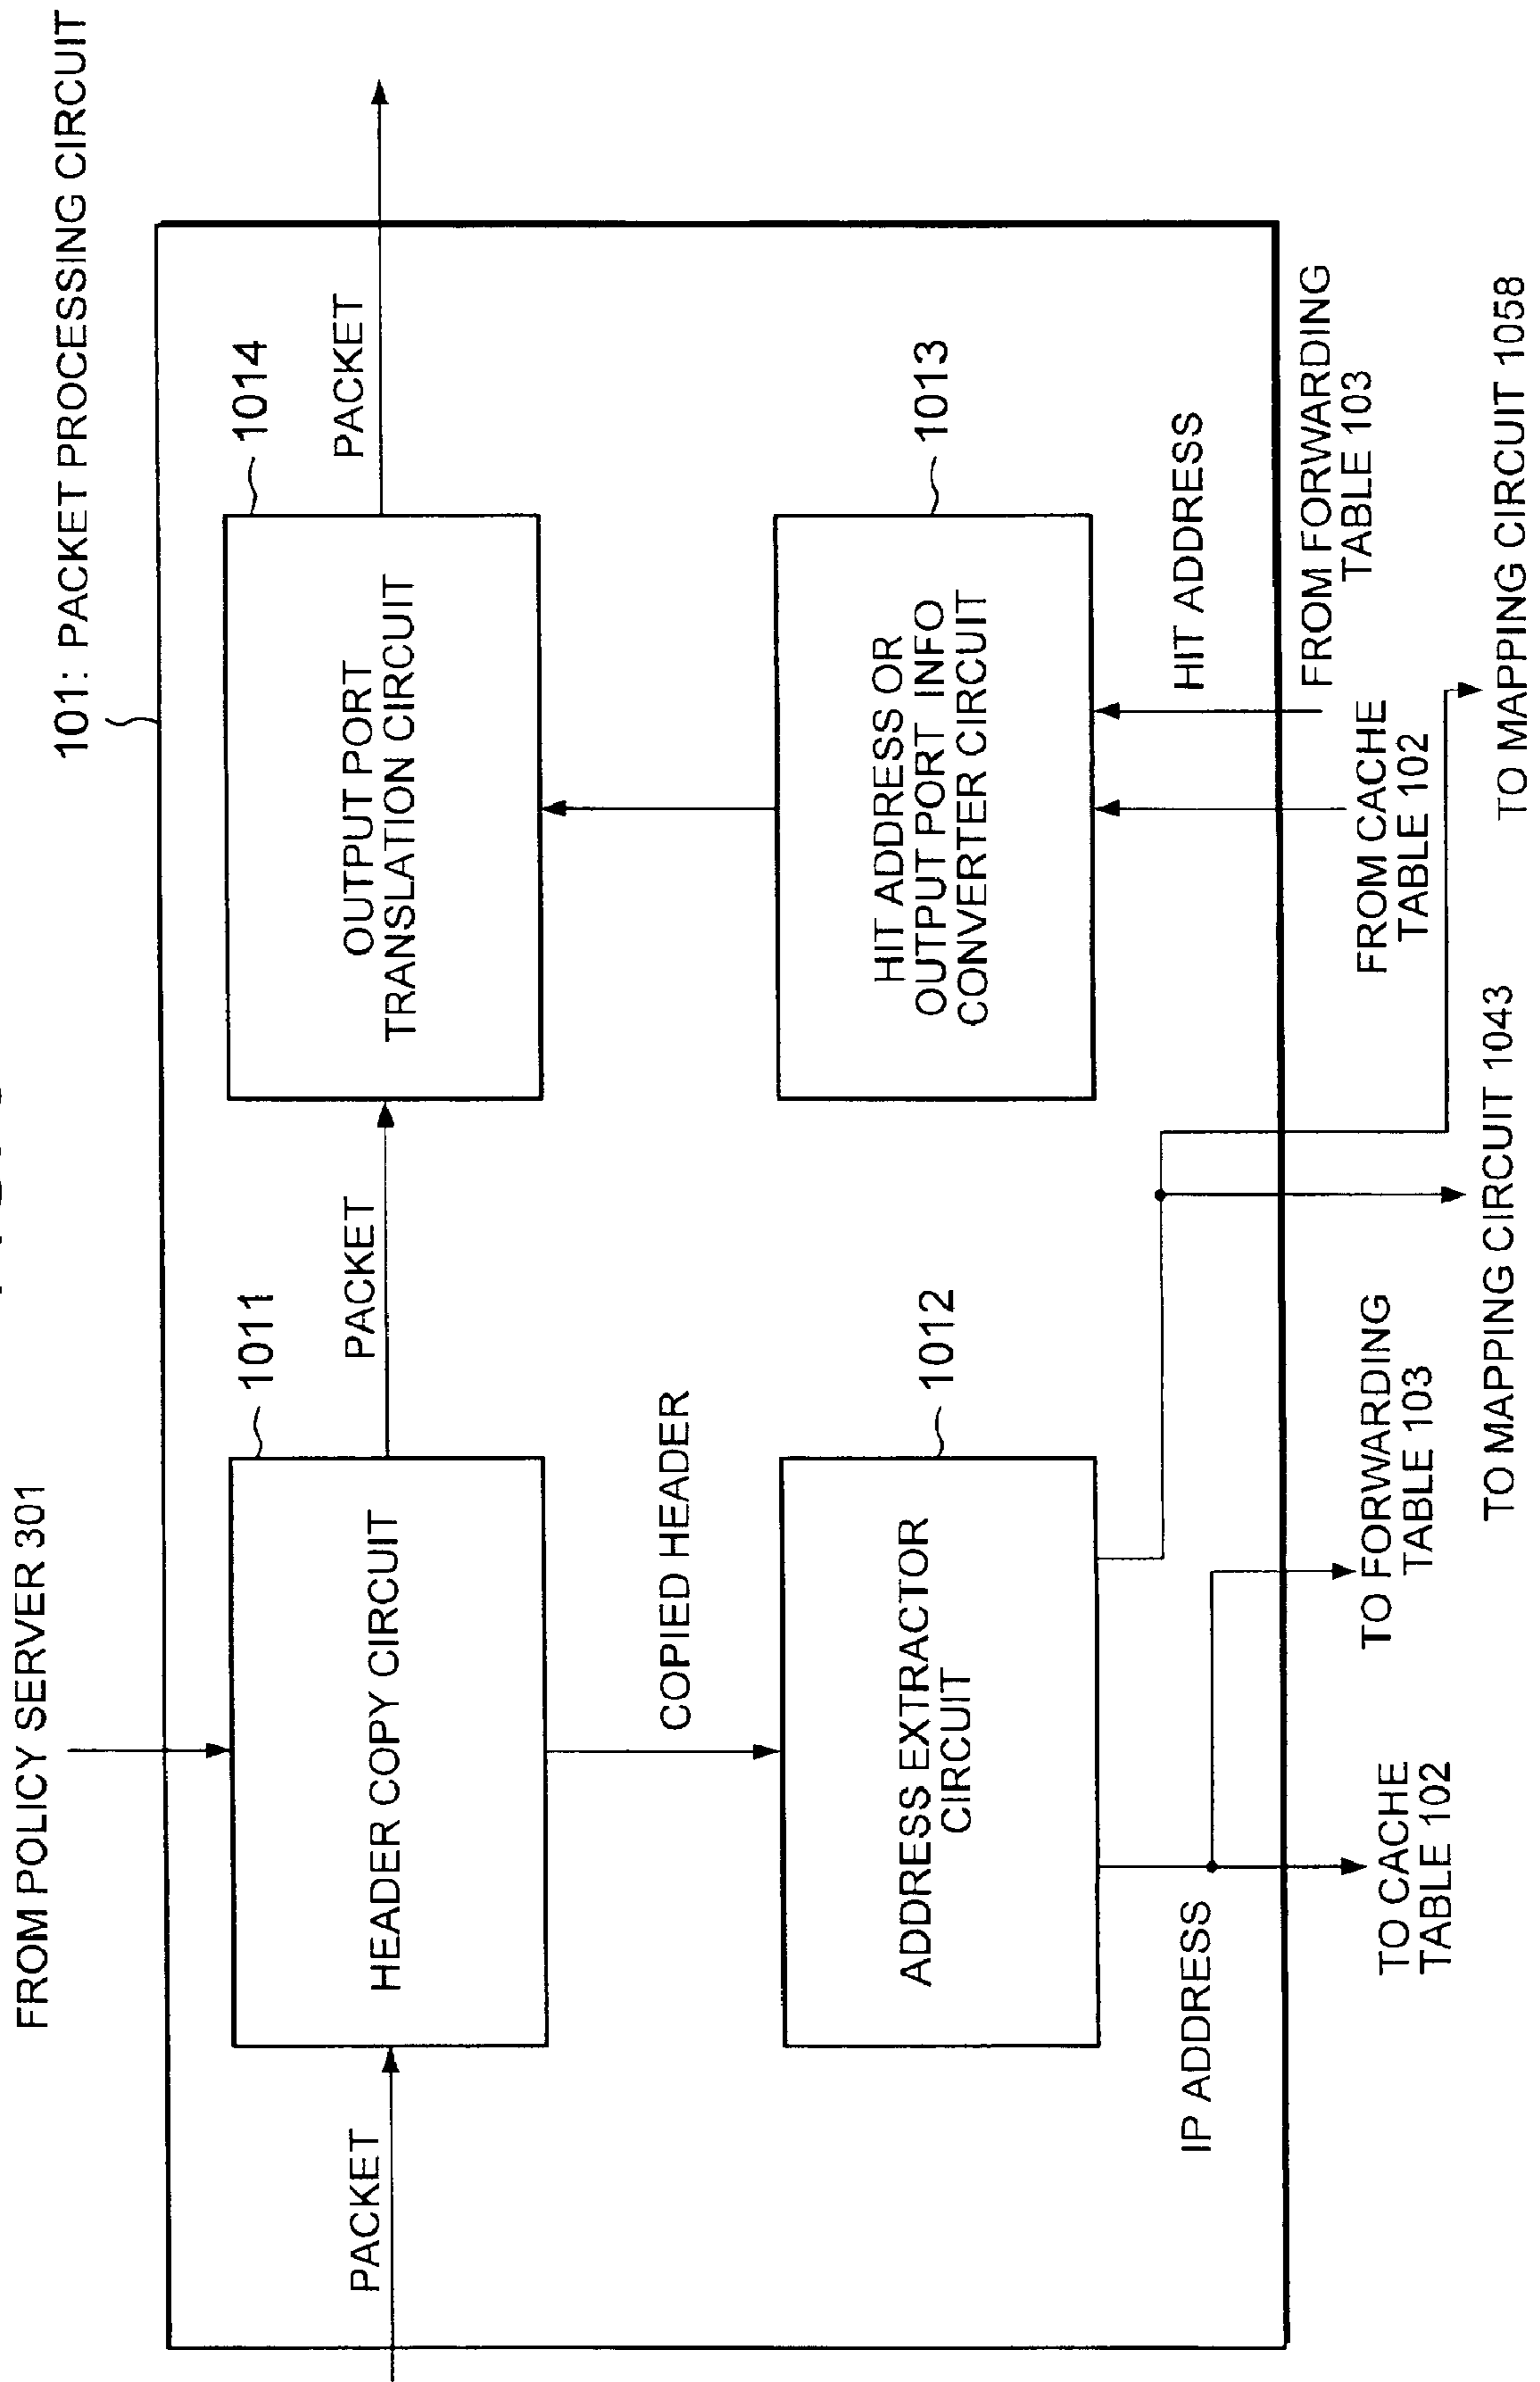 101: PACKET PROCESSING CIRCUIT
FROM POLICY SERVER 301
PACKET
1011
HEADER COPY CIRCUIT
PACKET
1014
OUTPUT PORT
TRANSLATION CIRCUIT
PACKET
COPIED HEADER
1012
ADDRESS EXTRACTOR
CIRCUIT
1013
HIT ADDRESS OR
OUTPUT PORT INFO
CONVERTER CIRCUIT
IP ADDRESS
HIT ADDRESS
TO CACHE
TABLE 102
TO FORWARDING
TABLE 103
FROM CACHE
TABLE 102
FROM FORWARDING
TABLE 103
TO MAPPING CIRCUIT 1043
TO MAPPING CIRCUIT 1058